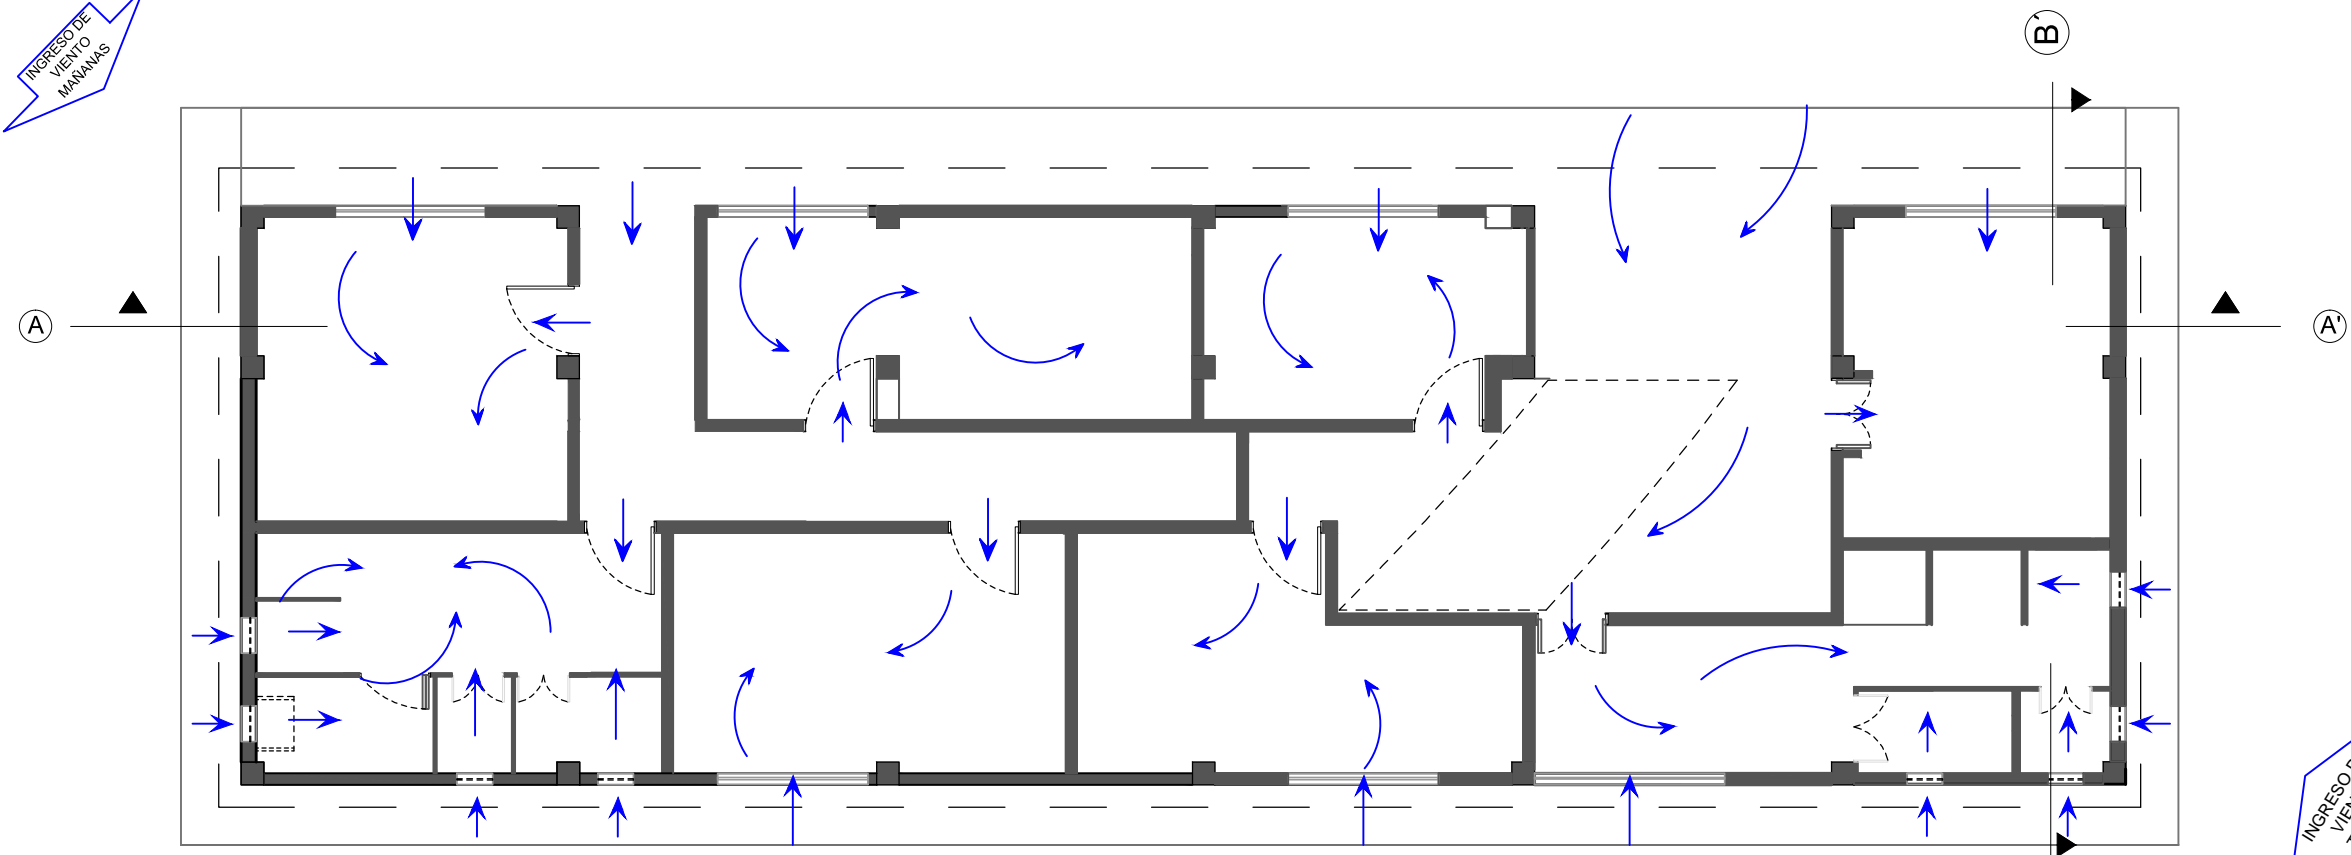 INGRESO DE
VIENTO
MAÑANAS
B`
A
A'
INGRESO D
VIEN